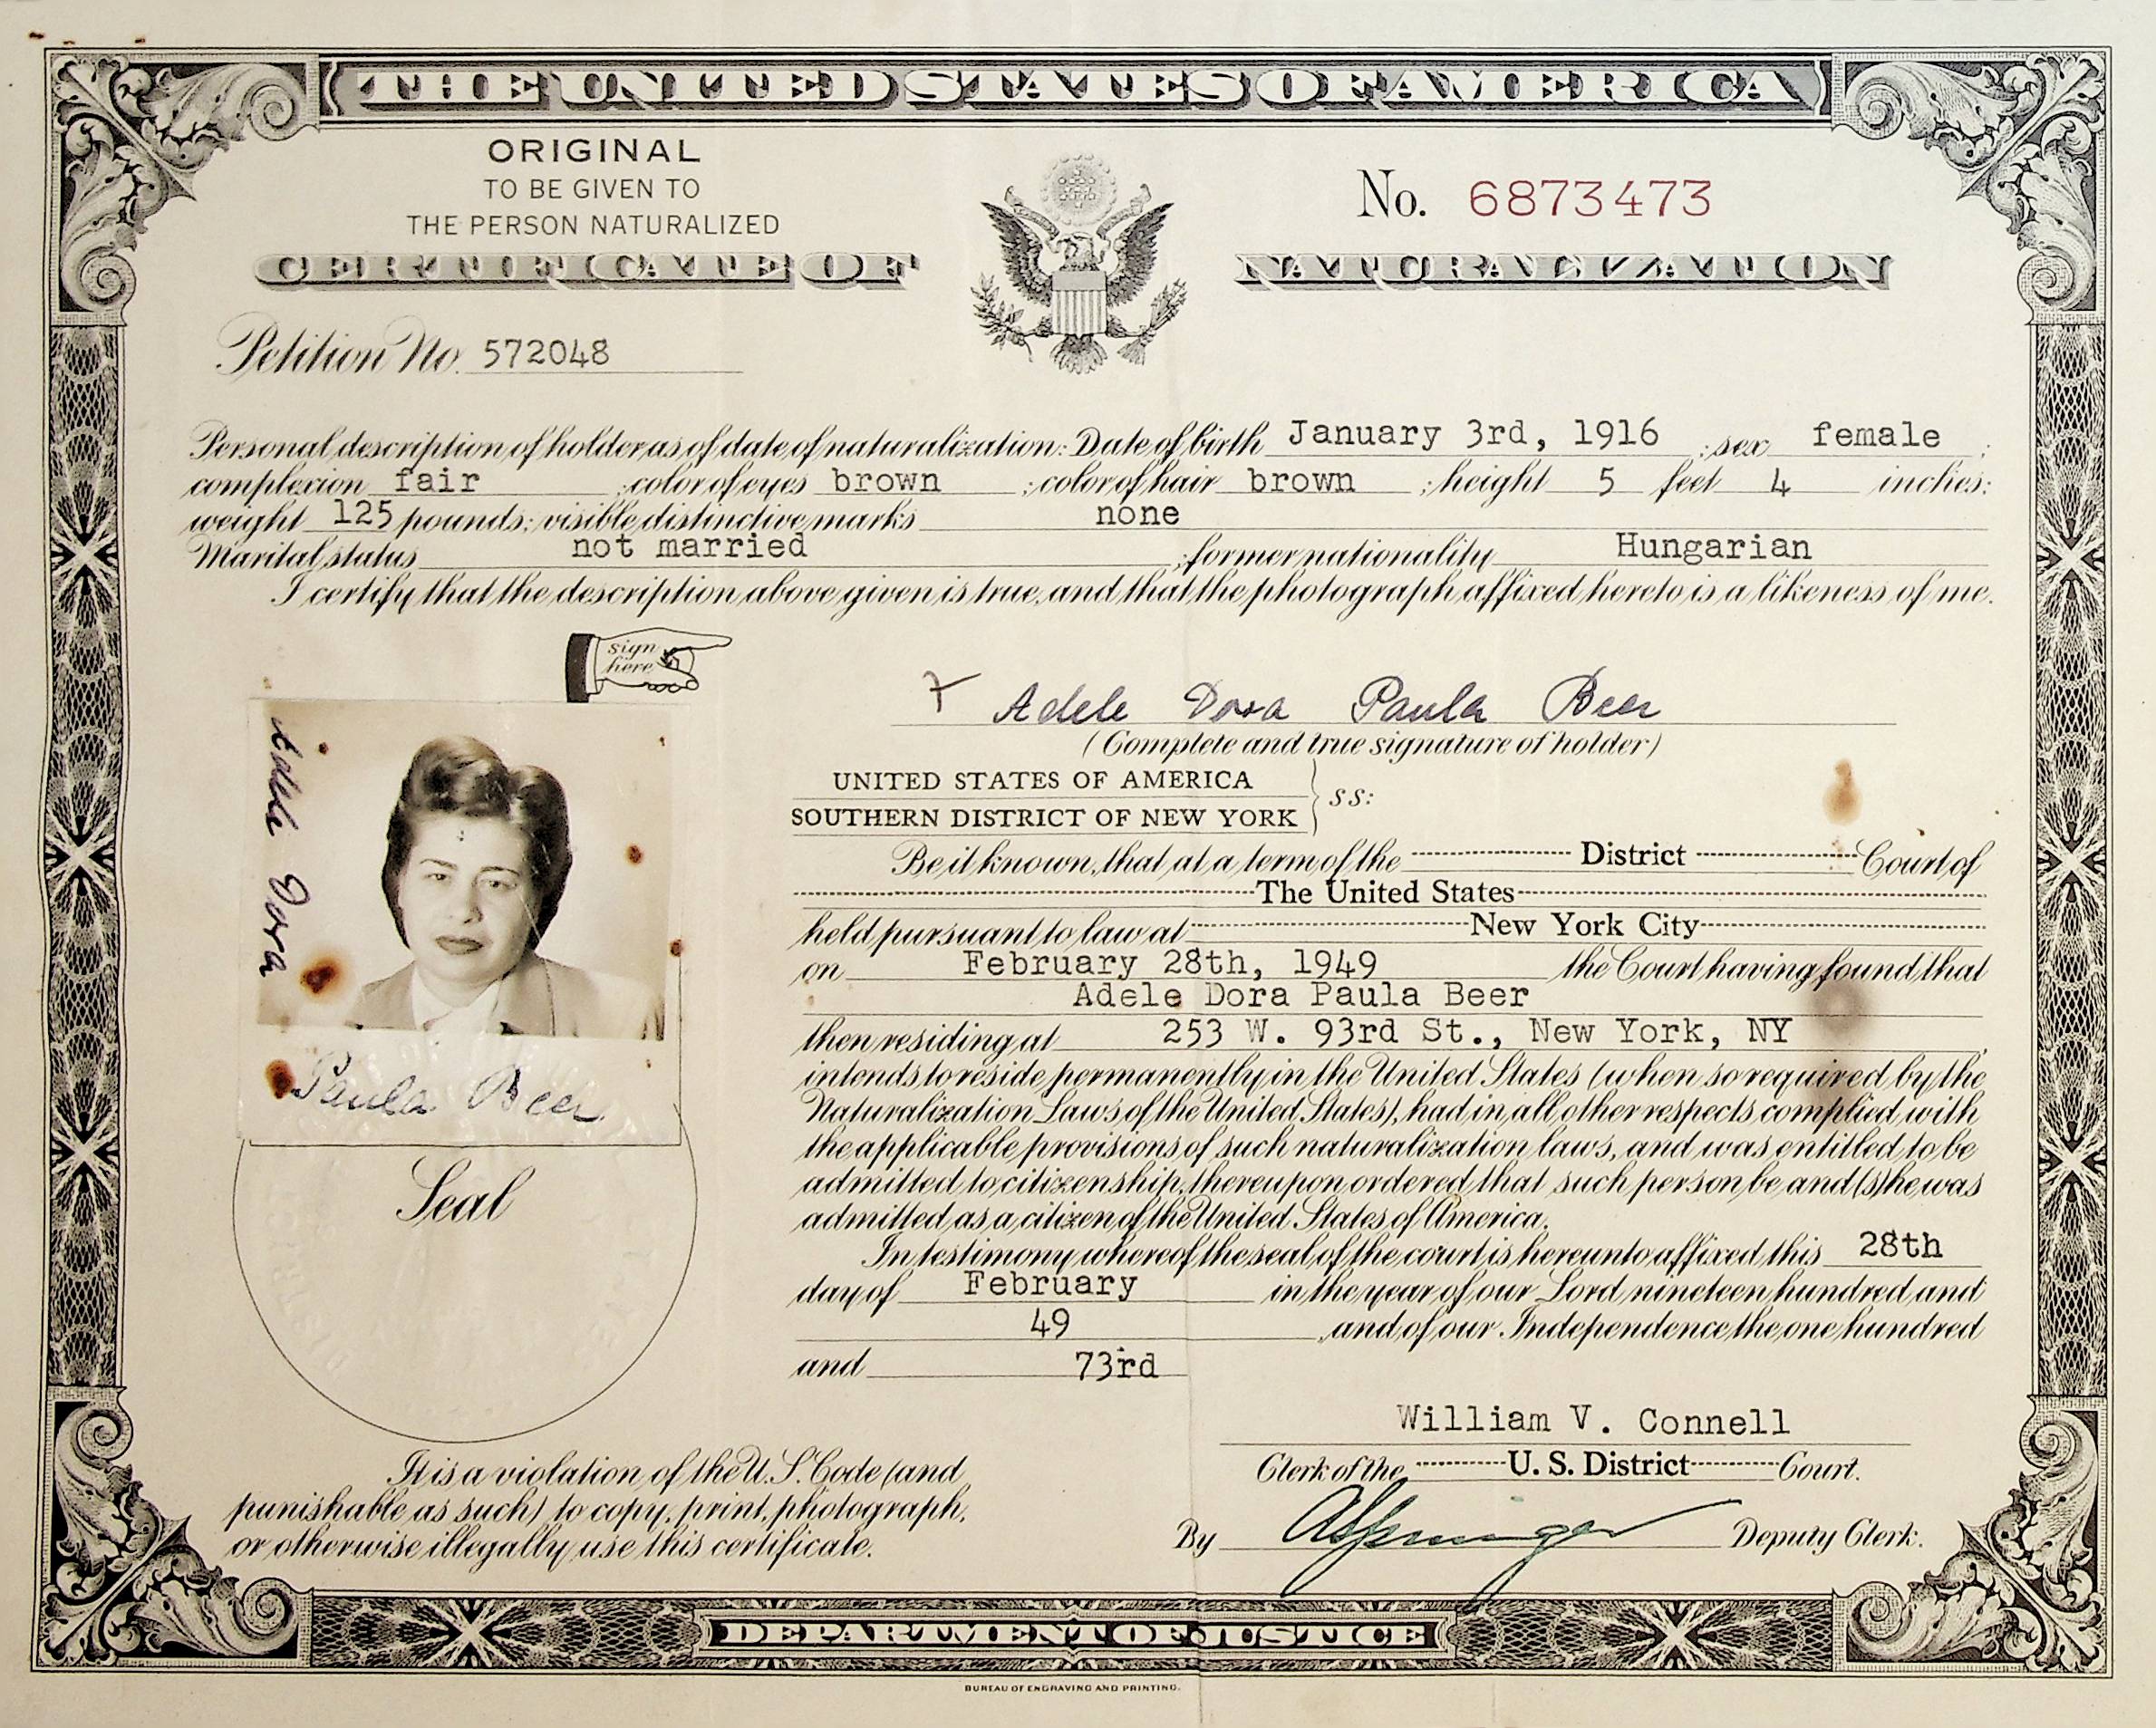 THE UNITED STATES OF AMERICA
ORIGINAL
TO BE GIVEN TO
THE PERSON NATURALIZED
No. 6873473
CERTIFICATE OF NATURALIZATION
Petition No. 572048
Personal description of holder as of date of naturalization: Date of birth January 3rd, 1916 ; sex female ;
complexion fair ; color of eyes brown ; color of hair brown ; height 5 feet 4 inches;
weight 125 pounds; visible distinctive marks none
Marital status not married ; former nationality Hungarian
I certify that the description above given is true, and that the photograph affixed hereto is a likeness of me.
sign
here
Adele Dora Paula Beer
(Complete and true signature of holder)
Adele Dora
Paula Beer
Seal
UNITED STATES OF AMERICA
SOUTHERN DISTRICT OF NEW YORK
ss:
Be it known, that at a term of the District Court of
The United States
held pursuant to law at New York City
on February 28th, 1949 the Court having found that
Adele Dora Paula Beer
then residing at 253 W. 93rd St., New York, NY ,
intends to reside permanently in the United States (when so required by the
Naturalization Laws of the United States), had in all other respects complied with
the applicable provisions of such naturalization laws, and was entitled to be
admitted to citizenship, thereupon ordered that such person be and (s)he was
admitted as a citizen of the United States of America.
In testimony whereof the seal of the court is hereunto affixed this 28th
day of February in the year of our Lord nineteen hundred and
49 , and of our Independence the one hundred
and 73rd
William V. Connell
Clerk of the U. S. District Court.
By Deputy Clerk.
It is a violation of the U. S. Code (and
punishable as such) to copy, print, photograph,
or otherwise illegally use this certificate.
DEPARTMENT OF JUSTICE
BUREAU OF ENGRAVING AND PRINTING.